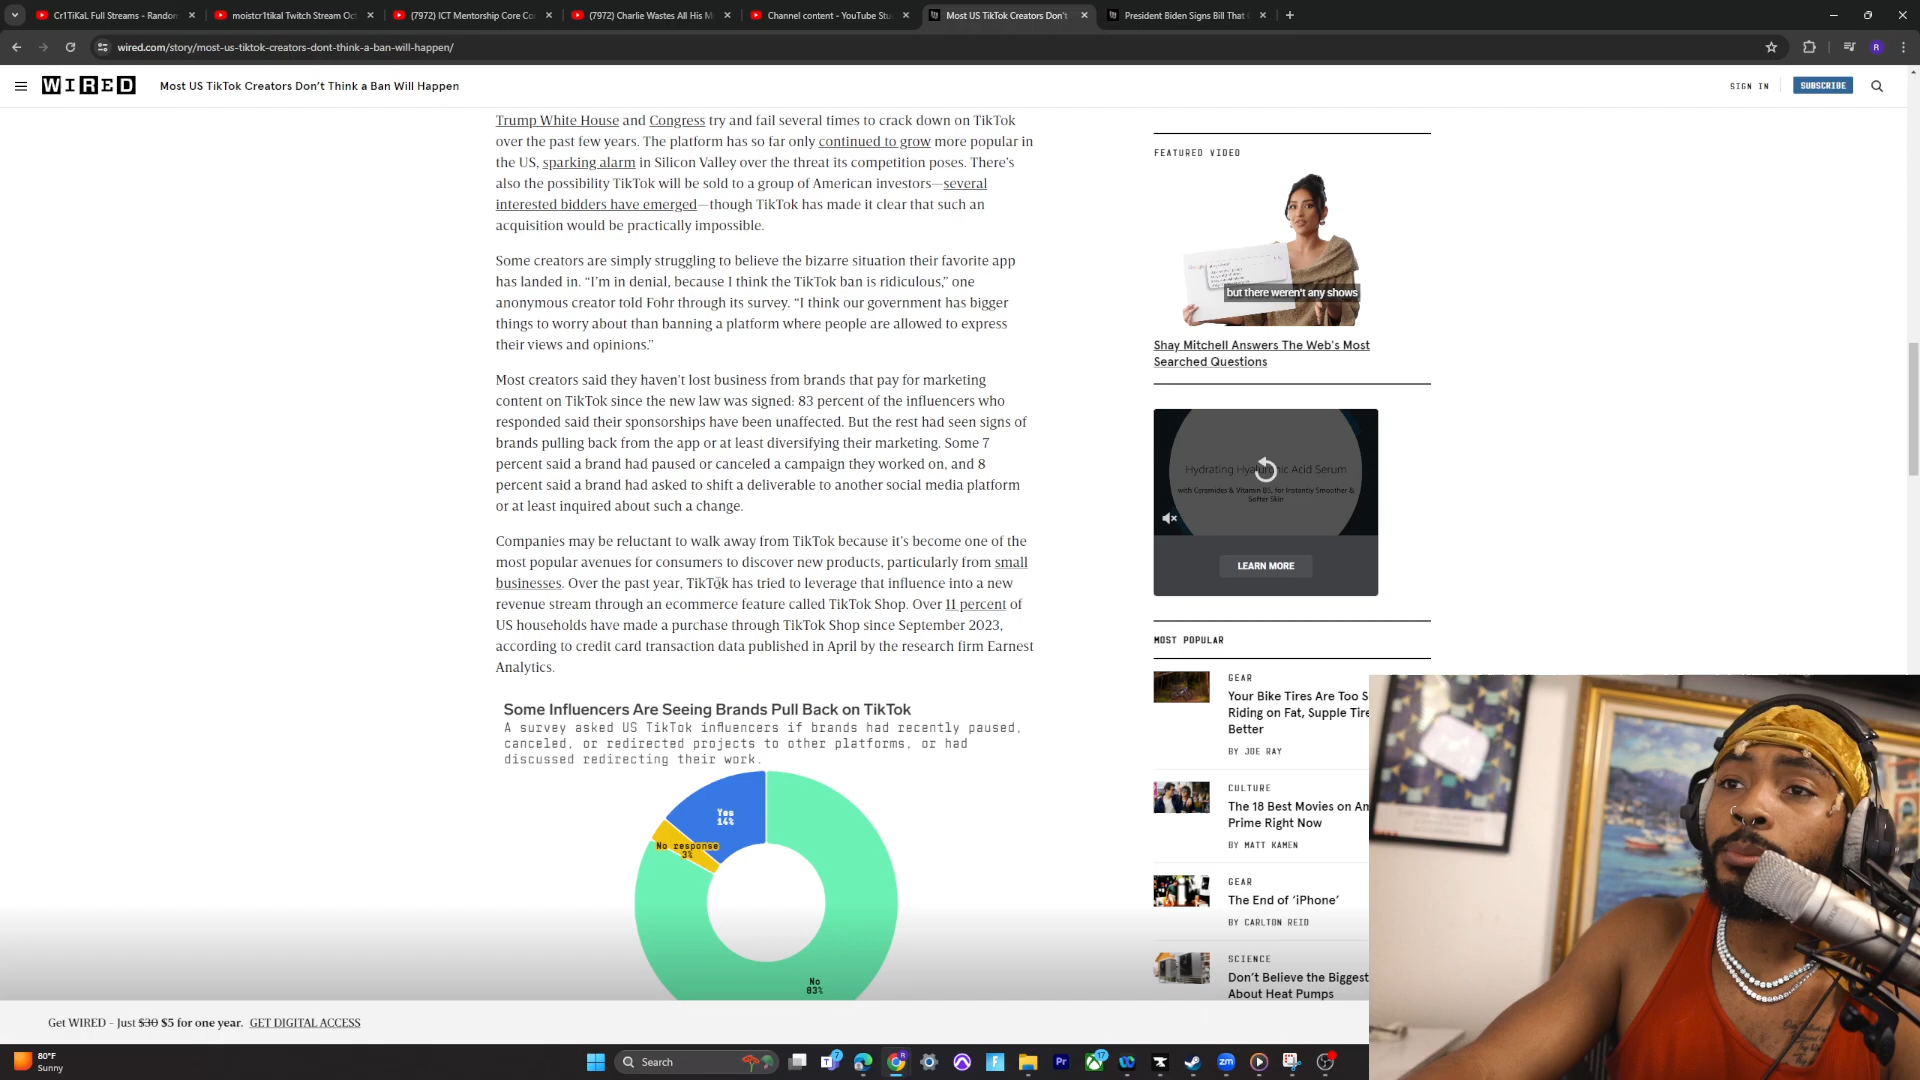 Cr1TiKaL Full Streams - Random
moistcr1tikal Twitch Stream Oct
(7972) ICT Mentorship Core Co
(7972) Charlie Wastes All His M
Channel content - YouTube Stu
Most US TikTok Creators Don't
President Biden Signs Bill That
wired.com/story/most-us-tiktok-creators-dont-think-a-ban-will-happen/
R
WIRED
Most US TikTok Creators Don't Think a Ban Will Happen
SIGN IN
SUBSCRIBE
Trump White House and Congress try and fail several times to crack down on TikTok
over the past few years. The platform has so far only continued to grow more popular in
the US, sparking alarm in Silicon Valley over the threat its competition poses. There's
also the possibility TikTok will be sold to a group of American investors—several
interested bidders have emerged—though TikTok has made it clear that such an
acquisition would be practically impossible.
Some creators are simply struggling to believe the bizarre situation their favorite app
has landed in. “I'm in denial, because I think the TikTok ban is ridiculous,” one
anonymous creator told Fohr through its survey. “I think our government has bigger
things to worry about than banning a platform where people are allowed to express
their views and opinions.”
Most creators said they haven't lost business from brands that pay for marketing
content on TikTok since the new law was signed: 83 percent of the influencers who
responded said their sponsorships have been unaffected. But the rest had seen signs of
brands pulling back from the app or at least diversifying their marketing. Some 7
percent said a brand had paused or canceled a campaign they worked on, and 8
percent said a brand had asked to shift a deliverable to another social media platform
or at least inquired about such a change.
Companies may be reluctant to walk away from TikTok because it's become one of the
most popular avenues for consumers to discover new products, particularly from small
businesses. Over the past year, TikTok has tried to leverage that influence into a new
revenue stream through an ecommerce feature called TikTok Shop. Over 11 percent of
US households have made a purchase through TikTok Shop since September 2023,
according to credit card transaction data published in April by the research firm Earnest
Analytics.
Some Influencers Are Seeing Brands Pull Back on TikTok
A survey asked US TikTok influencers if brands had recently paused,
canceled, or redirected projects to other platforms, or had
discussed redirecting their work.
Yes
14%
No response
3%
No
83%
FEATURED VIDEO
but there weren't any shows
Shay Mitchell Answers The Web's Most
Searched Questions
Hydrating Hyaluronic Acid Serum
with Ceramides & Vitamin B5, for Instantly Smoother &
Softer Skin
LEARN MORE
MOST POPULAR
GEAR
Your Bike Tires Are Too S
Riding on Fat, Supple Tire
Better
BY JOE RAY
CULTURE
The 18 Best Movies on Am
Prime Right Now
BY MATT KAMEN
GEAR
The End of ‘iPhone’
BY CARLTON REID
SCIENCE
Don't Believe the Biggest
About Heat Pumps
Get WIRED - Just $30 $5 for one year. GET DIGITAL ACCESS
80°F
Sunny
Search
7
Pr
17
zm